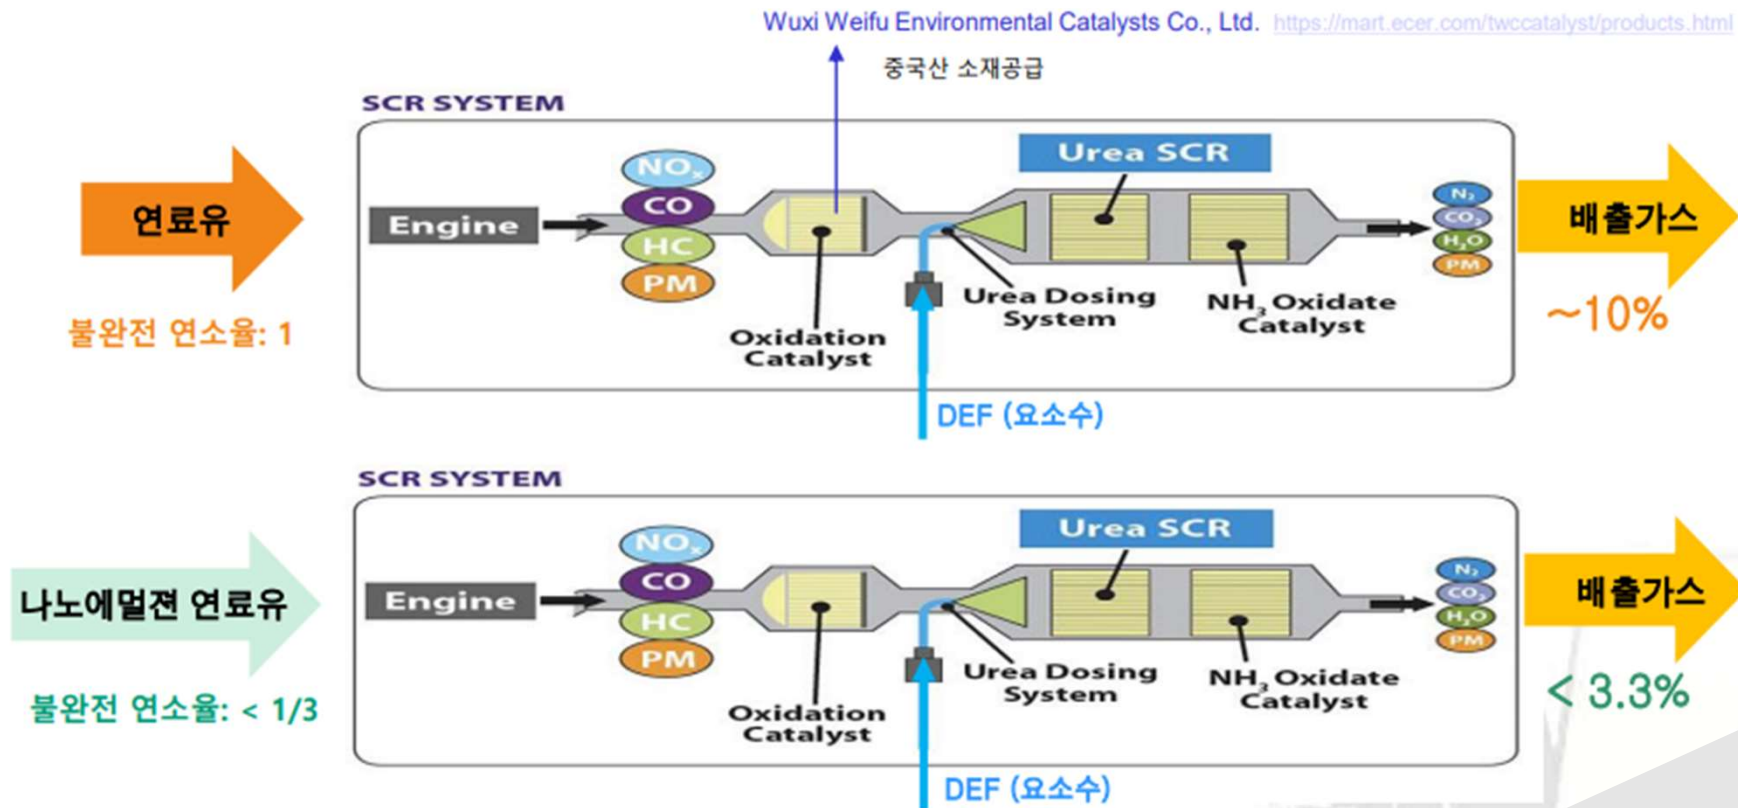 Wuxi Weifu Environmental Catalysts Co., Ltd. https://mart.ecer.com/twccatalyst/products.html
중국산 소재공급
SCR SYSTEM
연료유
불완전 연소율: 1
Engine
NOₓ
CO
HC
PM
Oxidation
Catalyst
Urea SCR
Urea Dosing
System
NH₃ Oxidate
Catalyst
DEF (요소수)
N₂
CO₂
H₂O
PM
배출가스
~10%
SCR SYSTEM
나노에멀젼 연료유
불완전 연소율: < 1/3
Engine
NOₓ
CO
HC
PM
Oxidation
Catalyst
Urea SCR
Urea Dosing
System
NH₃ Oxidate
Catalyst
DEF (요소수)
N₂
CO₂
H₂O
PM
배출가스
< 3.3%